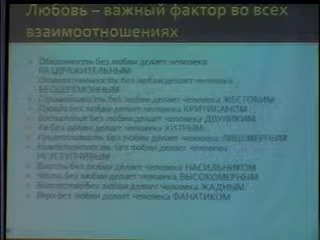 Любовь – важный фактор во всех
взаимоотношениях
Обязанность без любви делает человека
РАЗДРАЖИТЕЛЬНЫМ
Ответственность без любви делает человека
БЕСЦЕРЕМОННЫМ
Справедливость без любви делает человека ЖЕСТОКИМ
без любви делает человека КРИТИКАНОМ
Воспитание без любви делает человека ДВУЛИКИМ
Ум без любви делает человека ХИТРЫМ
Приветливость без любви делает человека ЛИЦЕМЕРНЫМ
без любви делает человека
НЕУСТУПЧИВЫМ
Власть без любви делает человека НАСИЛЬНИКОМ
Честь без любви делает человека ВЫСОКОМЕРНЫМ
Богатство без любви делает человека ЖАДНЫМ
Вера без любви делает человека ФАНАТИКОМ